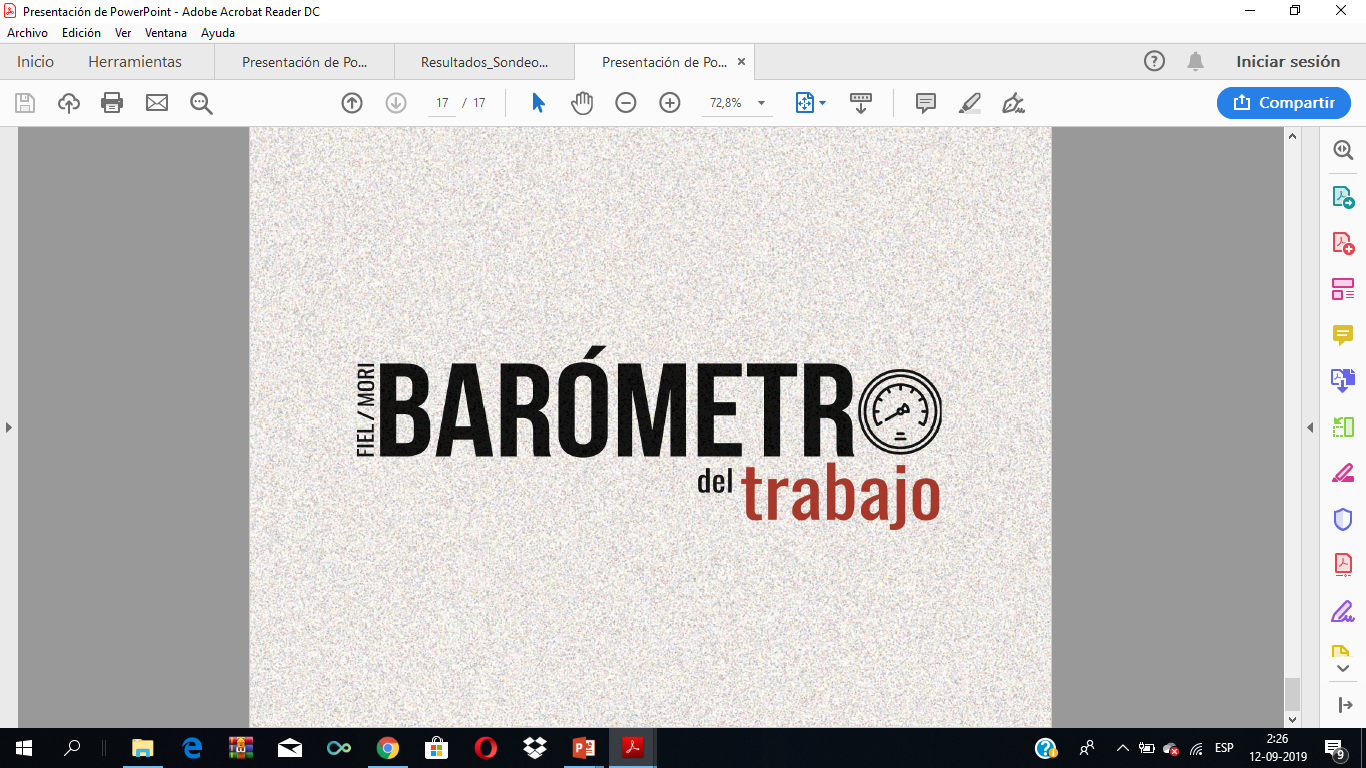 Presentación de PowerPoint - Adobe Acrobat Reader DC
Archivo Edición Ver Ventana Ayuda
Inicio Herramientas Presentación de Po... Resultados_Sondeo... Presentación de Po... Iniciar sesión
17 / 17 72,8% Compartir
FIEL / MORI
BARÓMETRO
del trabajo
ESP
2:26
12-09-2019
9